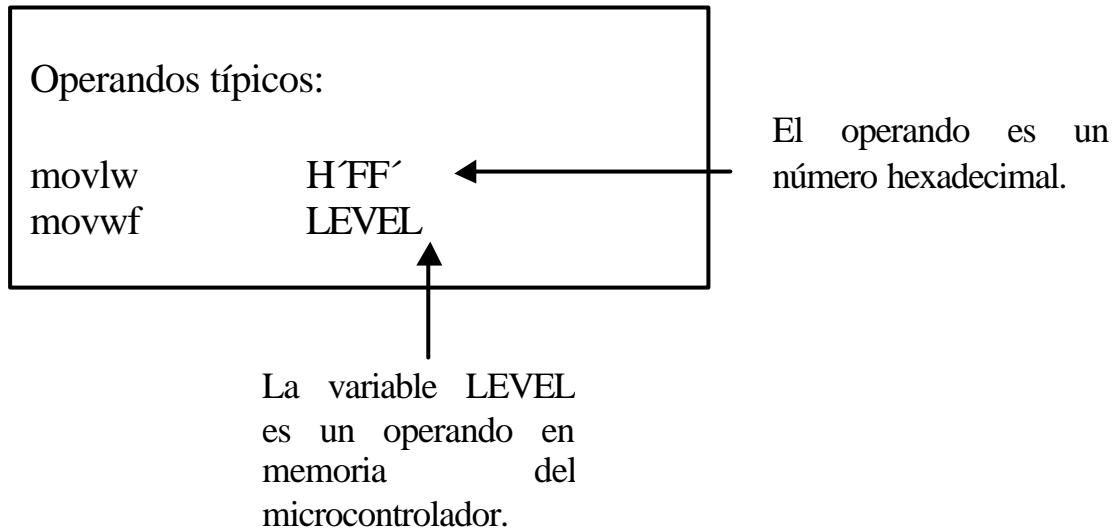 Operandos típicos:
movlw H´FF´
movwf LEVEL
El operando es un
número hexadecimal.
La variable LEVEL
es un operando en
memoria del
microcontrolador.